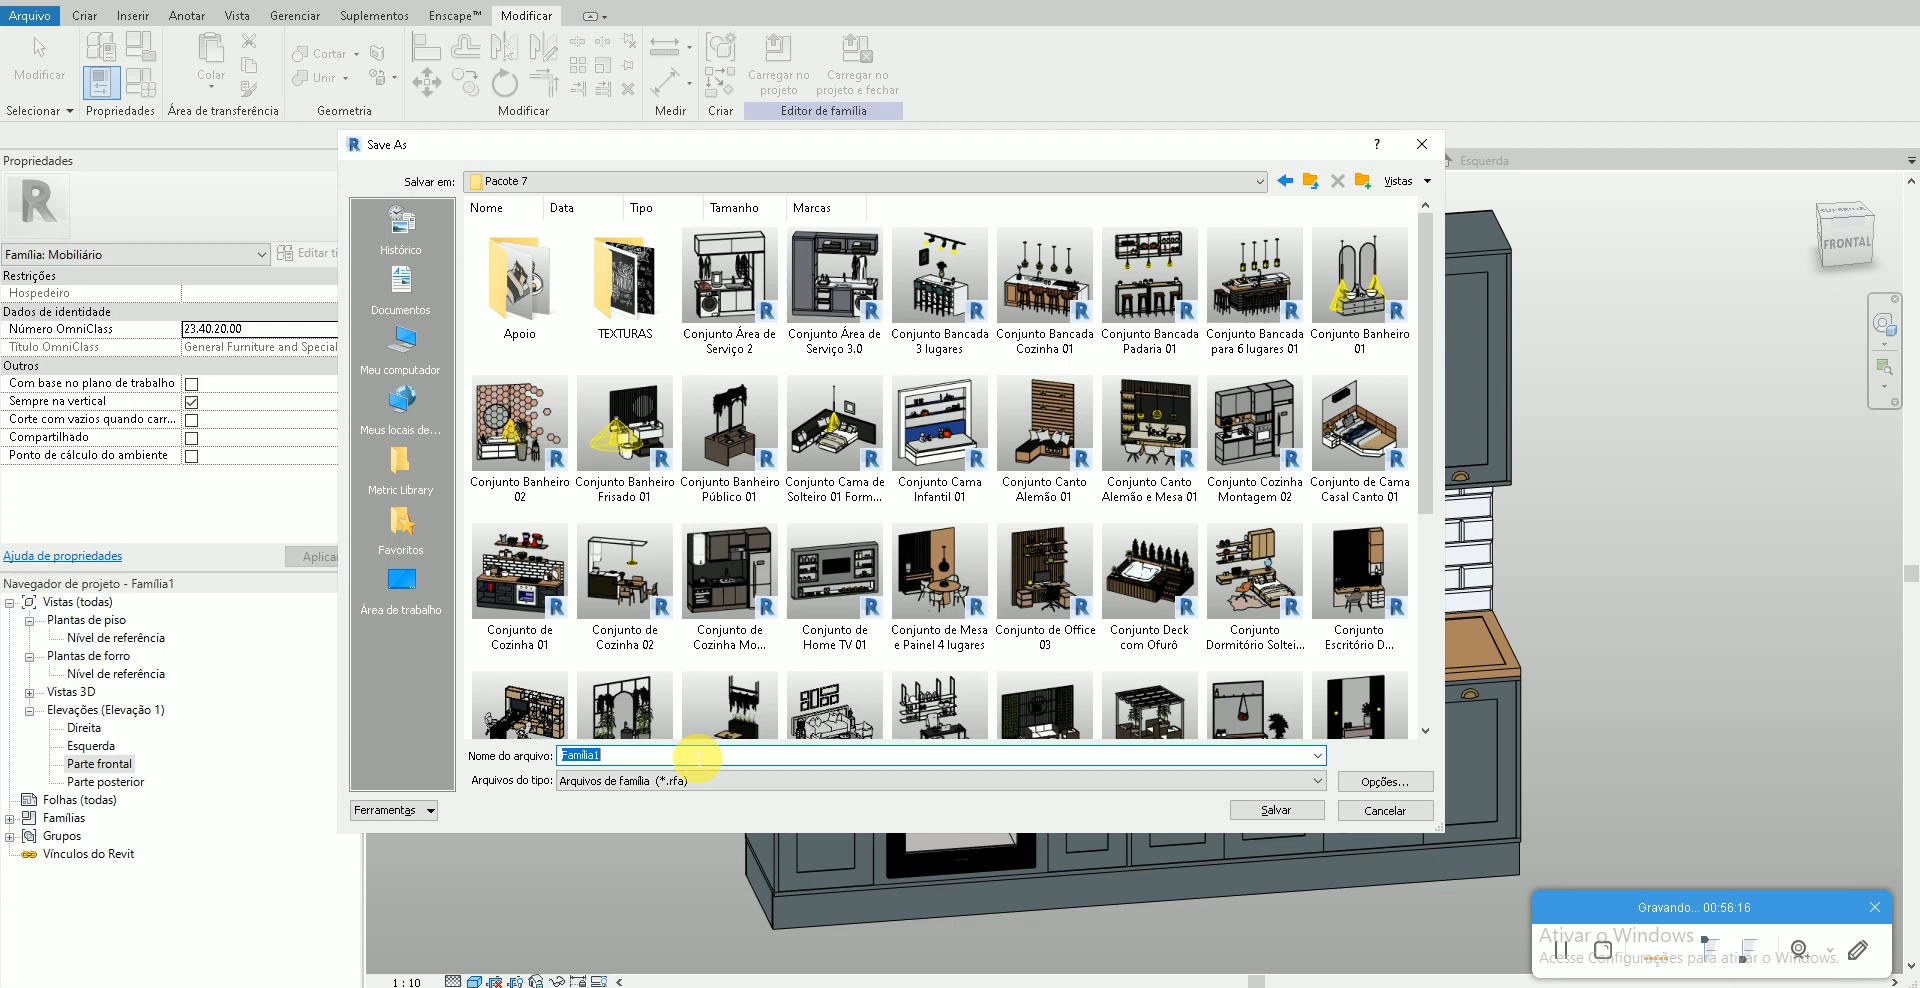 Arquivo Criar Inserir Anotar Vista Gerenciar Suplementos Enscape™ Modificar
Modificar Colar Cortar Unir Carregar no projeto Carregar no projeto e fechar
Selecionar Propriedades Área de transferência Geometria Modificar Medir Criar Editor de família
Propriedades
R
Família: Mobiliário Editar ti
Restrições
Hospedeiro
Dados de identidade
Número OmniClass 23.40.20.00
Título OmniClass General Furniture and Special
Outros
Com base no plano de trabalho
Sempre na vertical
Corte com vazios quando carr...
Compartilhado
Ponto de cálculo do ambiente
Ajuda de propriedades Aplica
Navegador de projeto - Família1
Vistas (todas)
Plantas de piso
Nível de referência
Plantas de forro
Nível de referência
Vistas 3D
Elevações (Elevação 1)
Direita
Esquerda
Parte frontal
Parte posterior
Folhas (todas)
Famílias
Grupos
Vínculos do Revit
Save As ?
Salvar em: Pacote 7 Vistas
Histórico
Documentos
Meu computador
Meus locais de...
Metric Library
Favoritos
Área de trabalho
Nome Data Tipo Tamanho Marcas
Apoio
TEXTURAS
Conjunto Área de Serviço 2
Conjunto Área de Serviço 3.0
Conjunto Bancada 3 lugares
Conjunto Bancada Cozinha 01
Conjunto Bancada Padaria 01
Conjunto Bancada para 6 lugares 01
Conjunto Banheiro 01
Conjunto Banheiro 02
Conjunto Banheiro Frisado 01
Conjunto Banheiro Público 01
Conjunto Cama de Solteiro 01 Form...
Conjunto Cama Infantil 01
Conjunto Canto Alemão 01
Conjunto Canto Alemão e Mesa 01
Conjunto Cozinha Montagem 02
Conjunto de Cama Casal Canto 01
Conjunto de Cozinha 01
Conjunto de Cozinha 02
Conjunto de Cozinha Mo...
Conjunto de Home TV 01
Conjunto de Mesa e Painel 4 lugares
Conjunto de Office 03
Conjunto Deck com Ofurô
Conjunto Dormitório Soltei...
Conjunto Escritório D...
Nome do arquivo: Família1
Arquivos do tipo: Arquivos de família (*.rfa) Opções...
Ferramentas Salvar Cancelar
Esquerda
FRONTAL
Gravando... 00:56:16
Ativar o Windows
Acesse Configurações para ativar o Windows.
1 : 10